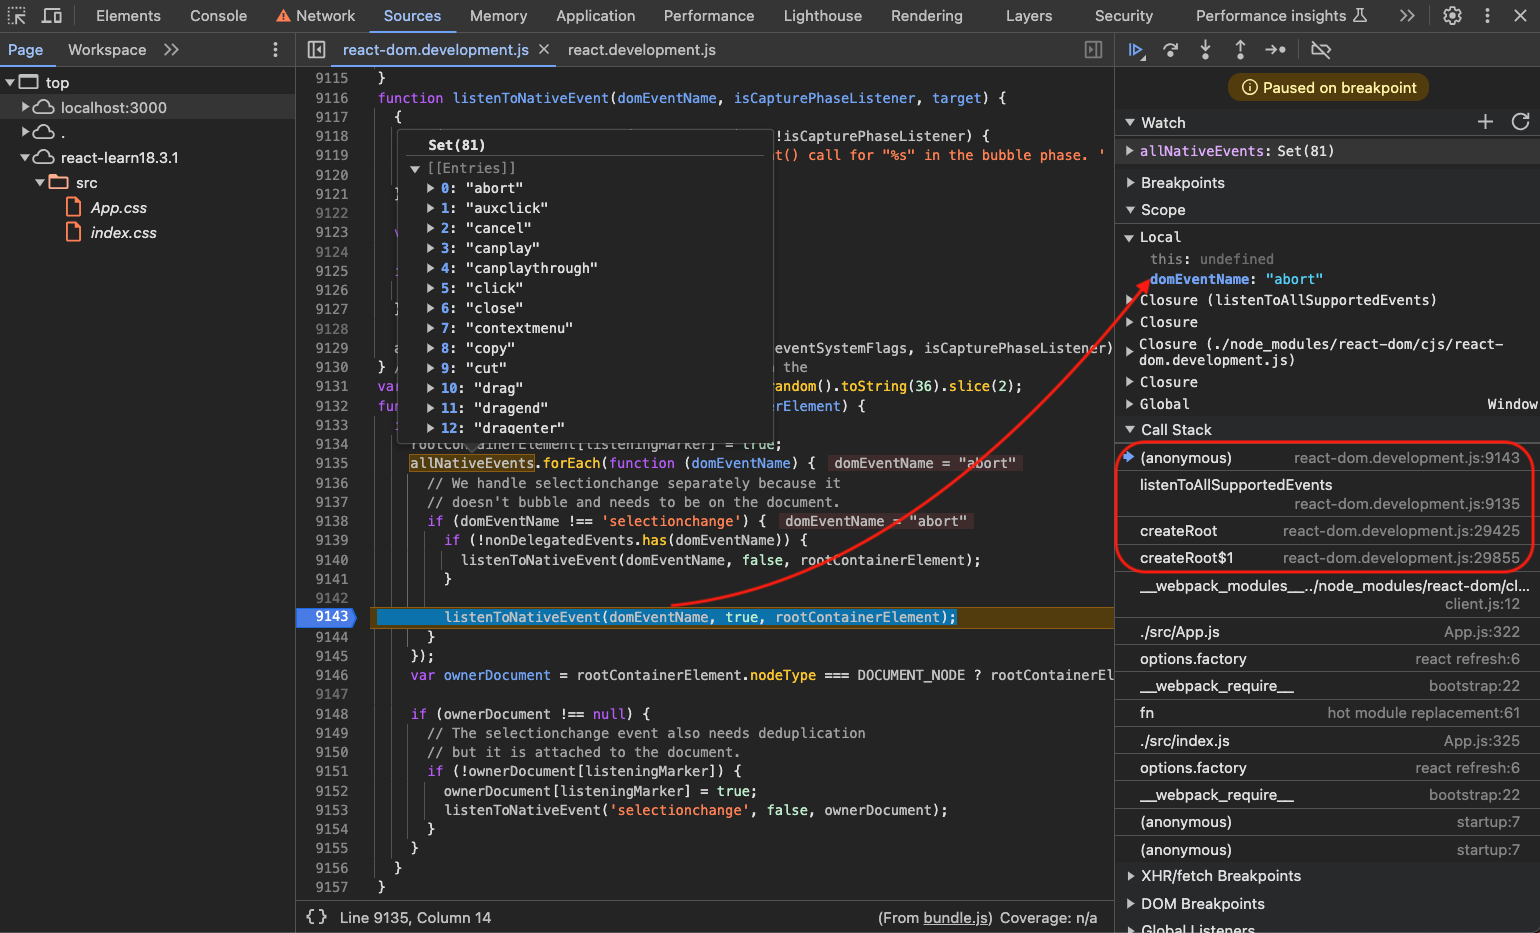 Elements Console Network Sources Memory Application Performance Lighthouse Rendering Layers Security Performance insights
Page Workspace
top
localhost:3000
.
react-learn18.3.1
src
App.css
index.css
react-dom.development.js react.development.js
9115 }
9116 function listenToNativeEvent(domEventName, isCapturePhaseListener, target) {
9117 {
9118 !isCapturePhaseListener) {
9119 t() call for "%s" in the bubble phase. '
9120
9121
9122
9123
9124
9125
9126
9127
9128
9129 eventSystemFlags, isCapturePhaseListener)
9130 } / the
9131 var andom().toString(36).slice(2);
9132 fun rElement) {
9133
9134 rootContainerElement[listeningMarker] = true;
Set(81)
[[Entries]]
0: "abort"
1: "auxclick"
2: "cancel"
3: "canplay"
4: "canplaythrough"
5: "click"
6: "close"
7: "contextmenu"
8: "copy"
9: "cut"
10: "drag"
11: "dragend"
12: "dragenter"
9135 allNativeEvents.forEach(function (domEventName) { domEventName = "abort"
9136 // We handle selectionchange separately because it
9137 // doesn't bubble and needs to be on the document.
9138 if (domEventName !== 'selectionchange') { domEventName = "abort"
9139 if (!nonDelegatedEvents.has(domEventName)) {
9140 listenToNativeEvent(domEventName, false, rootContainerElement);
9141 }
9142
9143 listenToNativeEvent(domEventName, true, rootContainerElement);
9144 }
9145 });
9146 var ownerDocument = rootContainerElement.nodeType === DOCUMENT_NODE ? rootContainerEl
9147
9148 if (ownerDocument !== null) {
9149 // The selectionchange event also needs deduplication
9150 // but it is attached to the document.
9151 if (!ownerDocument[listeningMarker]) {
9152 ownerDocument[listeningMarker] = true;
9153 listenToNativeEvent('selectionchange', false, ownerDocument);
9154 }
9155 }
9156 }
9157 }
{} Line 9135, Column 14 (From bundle.js) Coverage: n/a
Paused on breakpoint
Watch
allNativeEvents: Set(81)
Breakpoints
Scope
Local
this: undefined
domEventName: "abort"
Closure (listenToAllSupportedEvents)
Closure
Closure (./node_modules/react-dom/cjs/react-
dom.development.js)
Closure
Global Window
Call Stack
(anonymous) react-dom.development.js:9143
listenToAllSupportedEvents
react-dom.development.js:9135
createRoot react-dom.development.js:29425
createRoot$1 react-dom.development.js:29855
__webpack_modules__../node_modules/react-dom/cl...
client.js:12
./src/App.js App.js:322
options.factory react refresh:6
__webpack_require__ bootstrap:22
fn hot module replacement:61
./src/index.js App.js:325
options.factory react refresh:6
__webpack_require__ bootstrap:22
(anonymous) startup:7
(anonymous) startup:7
XHR/fetch Breakpoints
DOM Breakpoints
Global Listeners